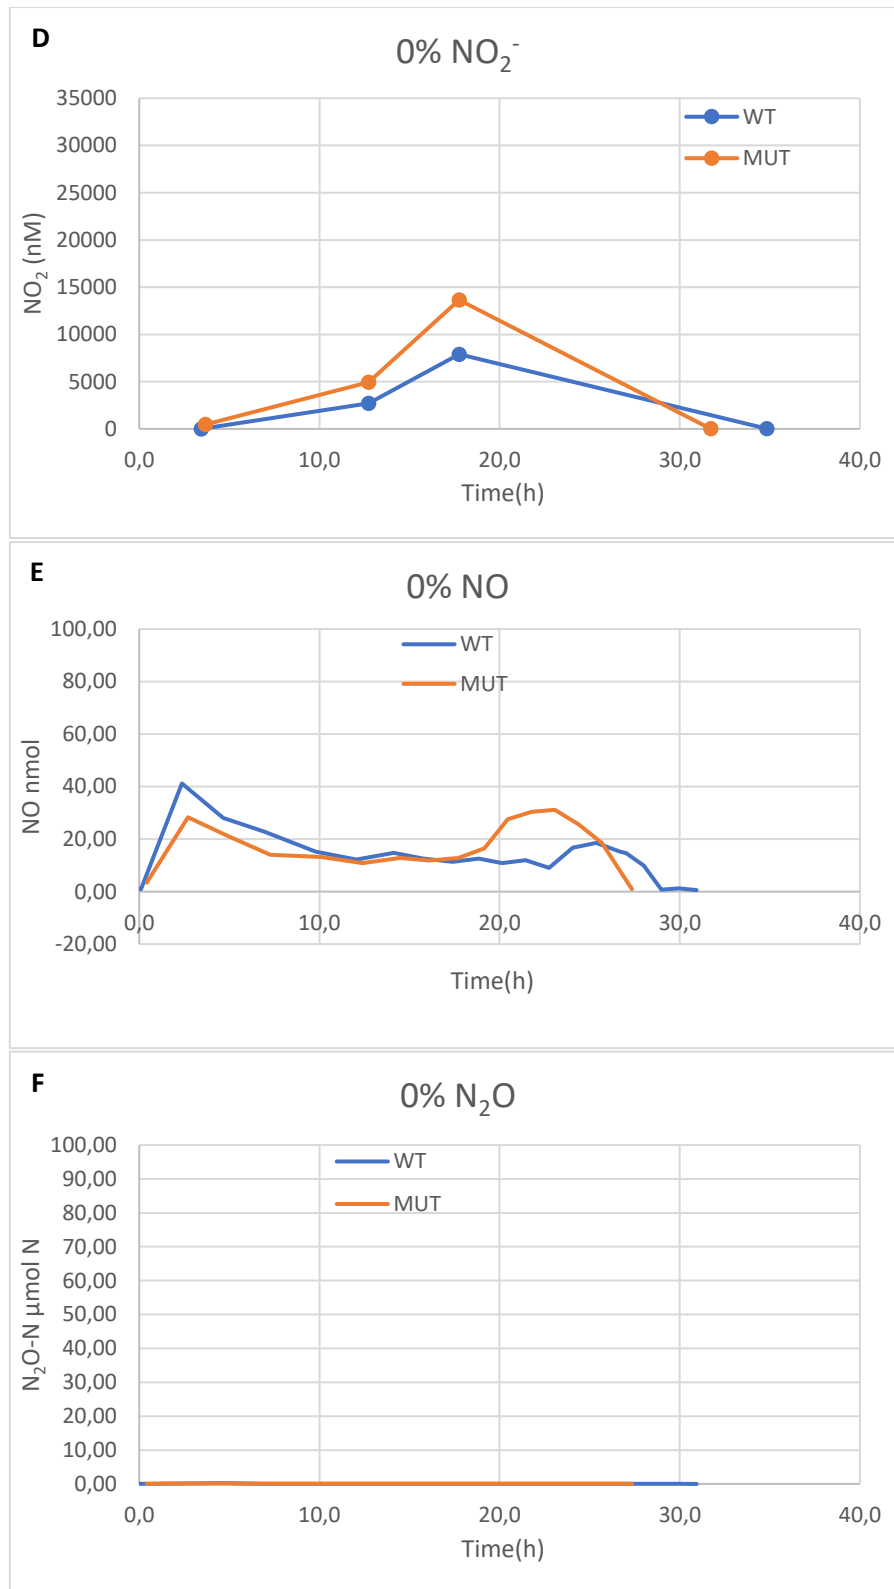 D
0% NO₂⁻
35000
30000
25000
20000
15000
10000
5000
0
NO₂ (nM)
WT
MUT
0,0 10,0 20,0 30,0 40,0
Time(h)
E
0% NO
100,00
80,00
60,00
40,00
20,00
0,00
-20,00
NO nmol
WT
MUT
0,0 10,0 20,0 30,0 40,0
Time(h)
F
0% N₂O
100,00
90,00
80,00
70,00
60,00
50,00
40,00
30,00
20,00
10,00
0,00
N₂O-N µmol N
WT
MUT
0,0 10,0 20,0 30,0 40,0
Time(h)